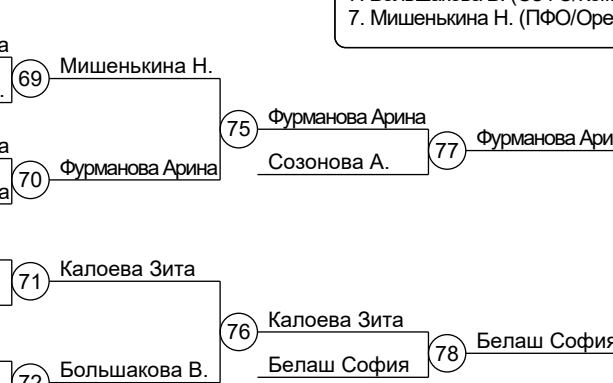 7. Мишенькина Н. (ПФО/Оре
69
Мишенькина Н.
75
Фурманова Арина
77
Фурманова Ари
70
Фурманова Арина
Созонова А.
71
Калоева Зита
76
Калоева Зита
78
Белаш София
72
Большакова В.
Белаш София